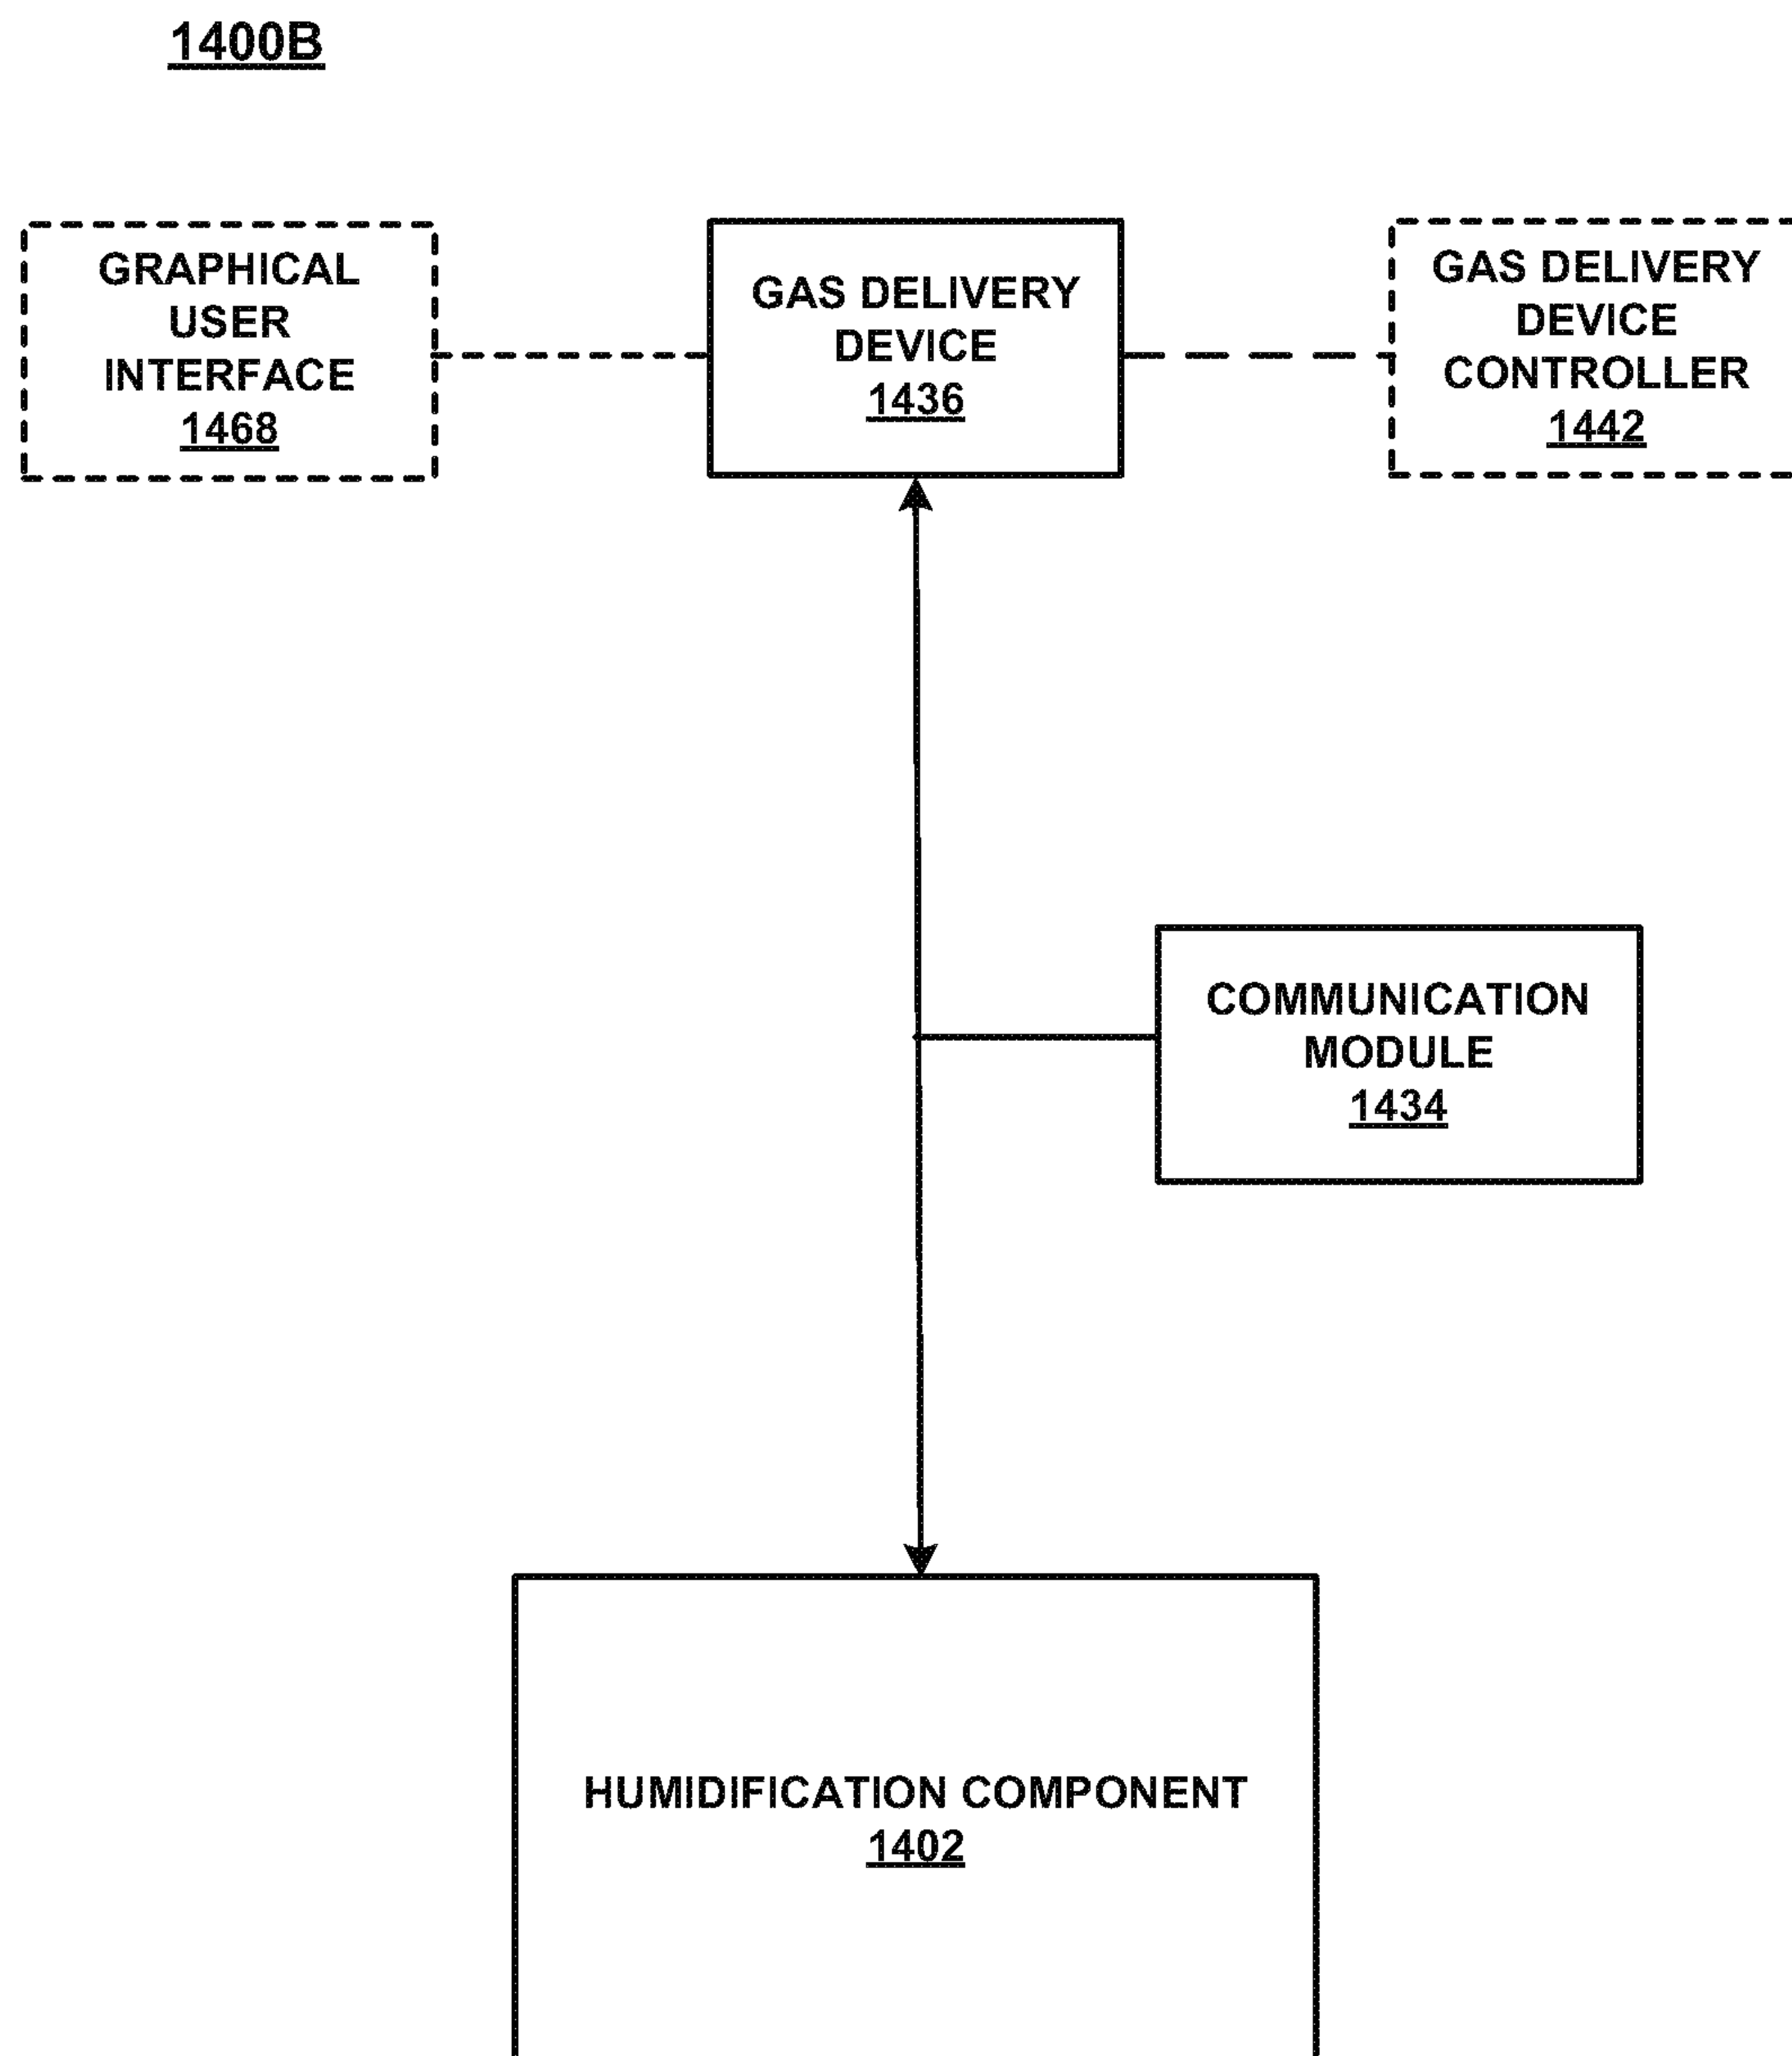 1400B
GRAPHICAL
USER
INTERFACE
1468
GAS DELIVERY
DEVICE
1436
GAS DELIVERY
DEVICE
CONTROLLER
1442
COMMUNICATION
MODULE
1434
HUMIDIFICATION COMPONENT
1402